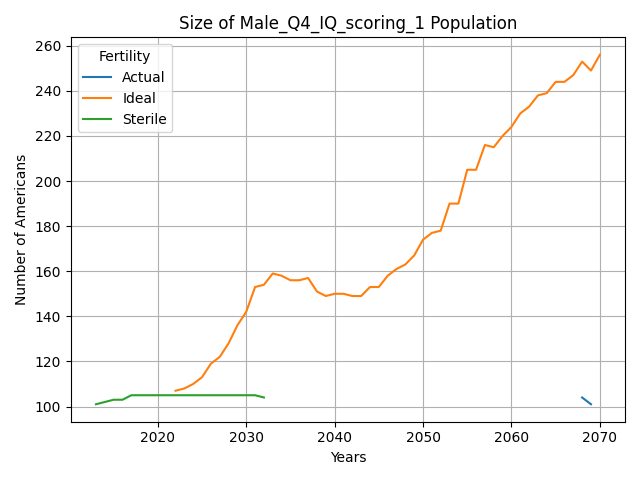 Size of Male_Q4_IQ_scoring_1 Population
Fertility
Actual
Ideal
Sterile
Number of Americans
260
240
220
200
180
160
140
120
100
2020 2030 2040 2050 2060 2070
Years